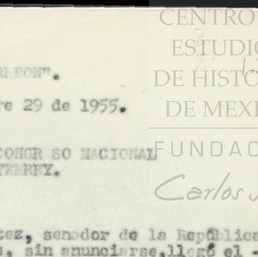 CENTRO
ESTUDIO
DE HISTO
DE MEXI
FUNDAC
Carlos
RREON".
re 29 de 1955.
CONGR SO NACIONAL
TERREY.
tez, senador de la República
s, sin anunciarse,llegó el -